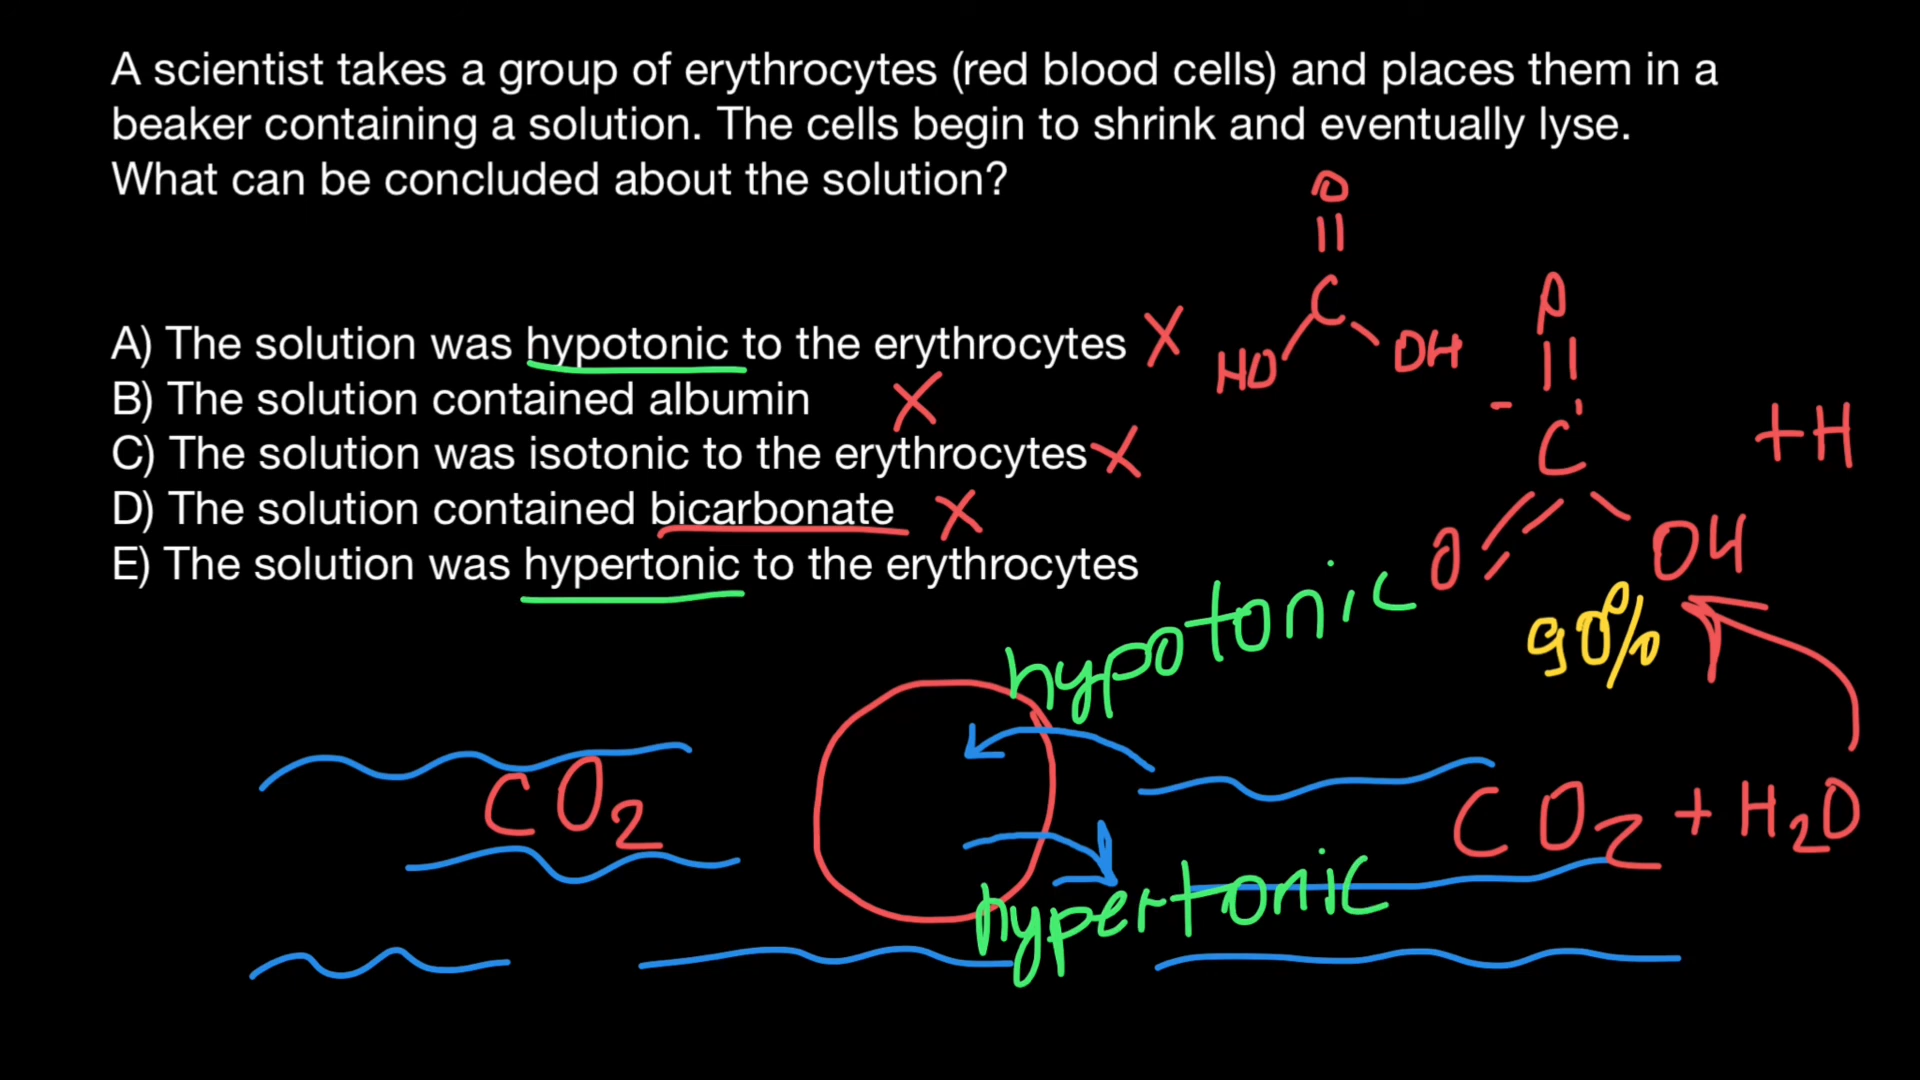 A scientist takes a group of erythrocytes (red blood cells) and places them in a
beaker containing a solution. The cells begin to shrink and eventually lyse.
What can be concluded about the solution?
O
C
HO OH
A) The solution was hypotonic to the erythrocytes X
B) The solution contained albumin X
C) The solution was isotonic to the erythrocytes X
D) The solution contained bicarbonate X
E) The solution was hypertonic to the erythrocytes
-
C
+H
O OH
90%
hypotonic
CO2
CO2 + H2O
hypertonic